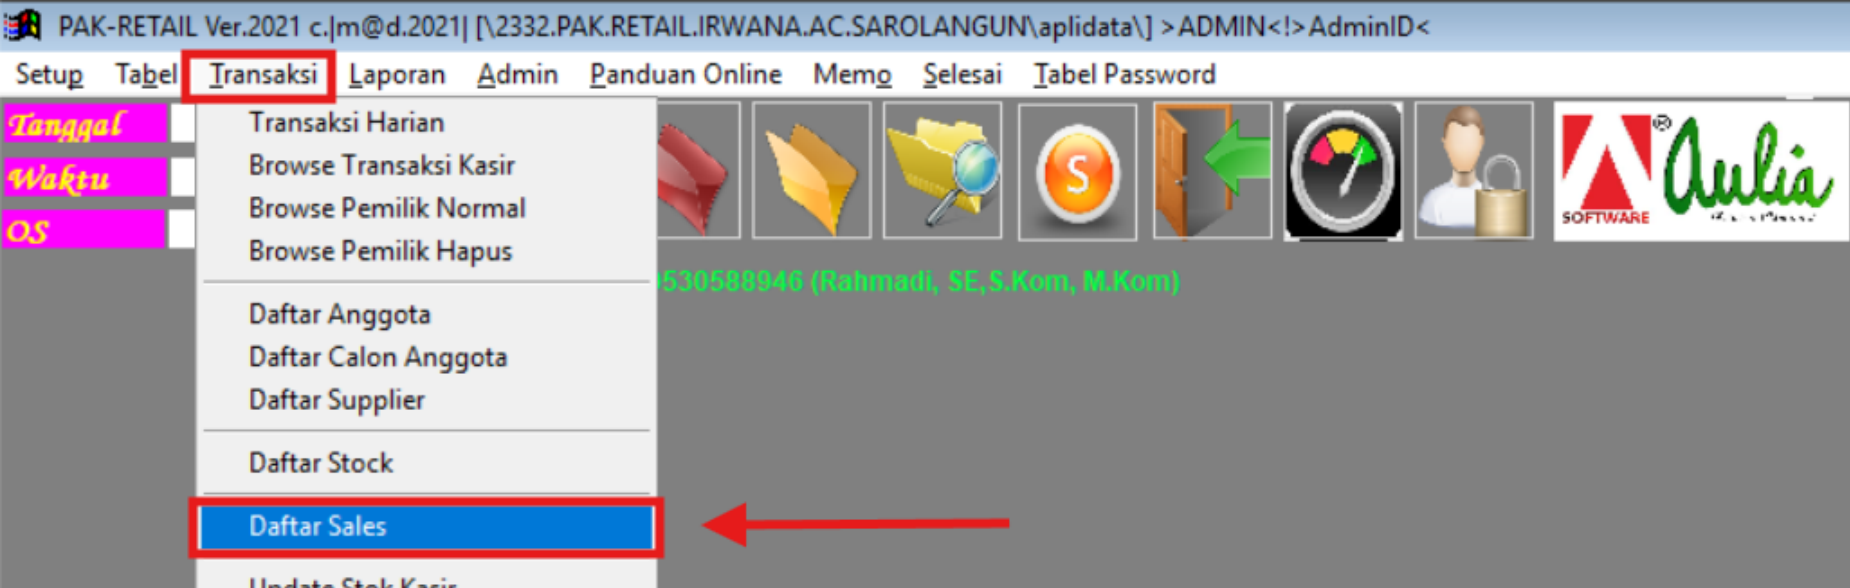 PAK-RETAIL Ver.2021 c.|m@d.2021| [\2332.PAK.RETAIL.IRWANA.AC.SAROLANGUN\aplidata\] >ADMIN<!>AdminID<
Setup Tabel Transaksi Laporan Admin Panduan Online Memo Selesai Tabel Password
Tanggal
Waktu
OS
Transaksi Harian
Browse Transaksi Kasir
Browse Pemilik Normal
Browse Pemilik Hapus
Daftar Anggota
Daftar Calon Anggota
Daftar Supplier
Daftar Stock
Daftar Sales
Update Stok Kasir
S
SOFTWARE
®
Aulia
530588946 (Rahmadi, SE,S.Kom, M.Kom)